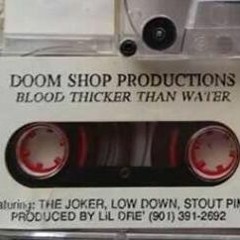 DOOM SHOP PRODUCTIONS
BLOOD THICKER THAN WATER
aturing: THE JOKER, LOW DOWN, STOUT PIM
PRODUCED BY LIL DRE' (901) 391-2692